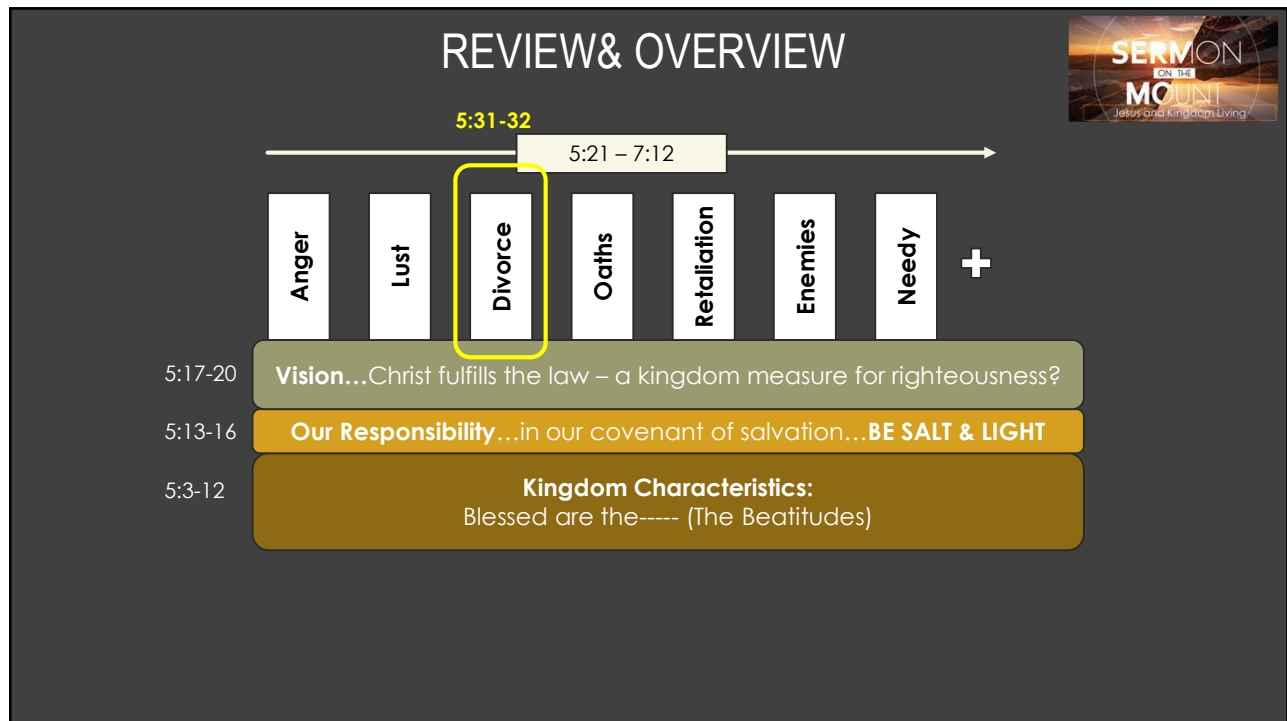 REVIEW& OVERVIEW
SERMON
ON THE
MOUNT
Jesus and Kingdom Living
5:31-32
5:21 – 7:12
Anger
Lust
Divorce
Oaths
Retaliation
Enemies
Needy
5:17-20
Vision…Christ fulfills the law – a kingdom measure for righteousness?
5:13-16
Our Responsibility…in our covenant of salvation…BE SALT & LIGHT
5:3-12
Kingdom Characteristics:
Blessed are the----- (The Beatitudes)